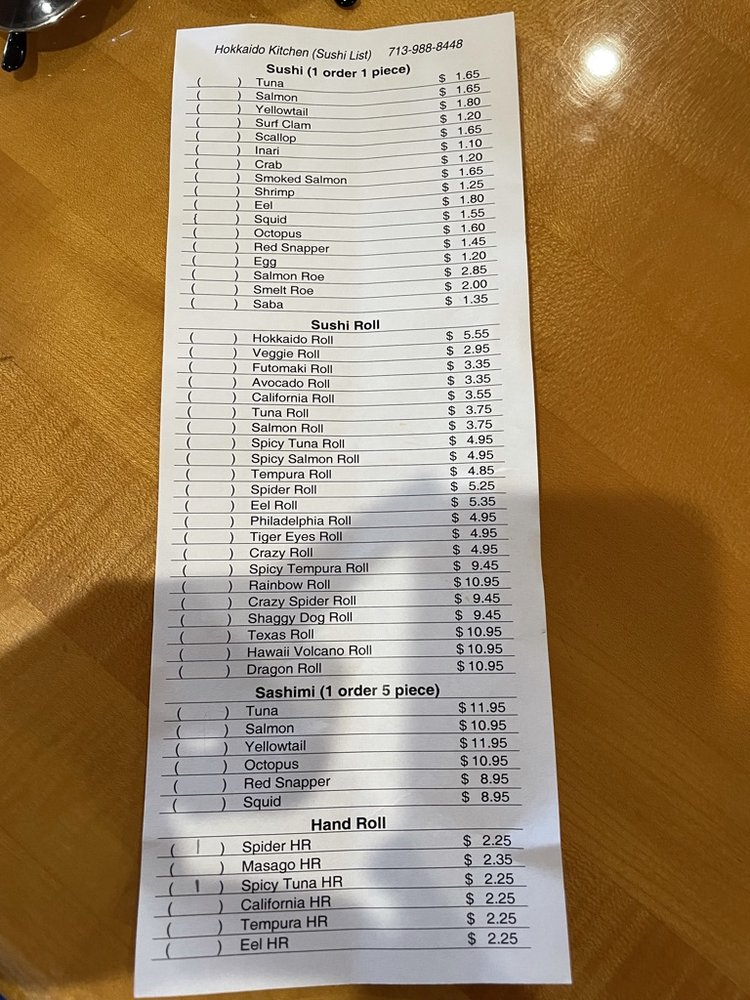 Hokkaido Kitchen (Sushi List) 713-988-8448
Sushi (1 order 1 piece)
( ) Tuna $ 1.65
( ) Salmon $ 1.65
( ) Yellowtail $ 1.80
( ) Surf Clam $ 1.20
( ) Scallop $ 1.65
( ) Inari $ 1.10
( ) Crab $ 1.20
( ) Smoked Salmon $ 1.65
( ) Shrimp $ 1.25
( ) Eel $ 1.80
( ) Squid $ 1.55
( ) Octopus $ 1.60
( ) Red Snapper $ 1.45
( ) Egg $ 1.20
( ) Salmon Roe $ 2.85
( ) Smelt Roe $ 2.00
( ) Saba $ 1.35
Sushi Roll
( ) Hokkaido Roll $ 5.55
( ) Veggie Roll $ 2.95
( ) Futomaki Roll $ 3.35
( ) Avocado Roll $ 3.35
( ) California Roll $ 3.55
( ) Tuna Roll $ 3.75
( ) Salmon Roll $ 3.75
( ) Spicy Tuna Roll $ 4.95
( ) Spicy Salmon Roll $ 4.95
( ) Tempura Roll $ 4.85
( ) Spider Roll $ 5.25
( ) Eel Roll $ 5.35
( ) Philadelphia Roll $ 4.95
( ) Tiger Eyes Roll $ 4.95
( ) Crazy Roll $ 4.95
( ) Spicy Tempura Roll $ 9.45
( ) Rainbow Roll $ 10.95
( ) Crazy Spider Roll $ 9.45
( ) Shaggy Dog Roll $ 9.45
( ) Texas Roll $ 10.95
( ) Hawaii Volcano Roll $ 10.95
( ) Dragon Roll $ 10.95
Sashimi (1 order 5 piece)
( ) Tuna $ 11.95
( ) Salmon $ 10.95
( ) Yellowtail $ 11.95
( ) Octopus $ 10.95
( ) Red Snapper $ 8.95
( ) Squid $ 8.95
Hand Roll
( | ) Spider HR $ 2.25
( ) Masago HR $ 2.35
( | ) Spicy Tuna HR $ 2.25
( ) California HR $ 2.25
( ) Tempura HR $ 2.25
( ) Eel HR $ 2.25